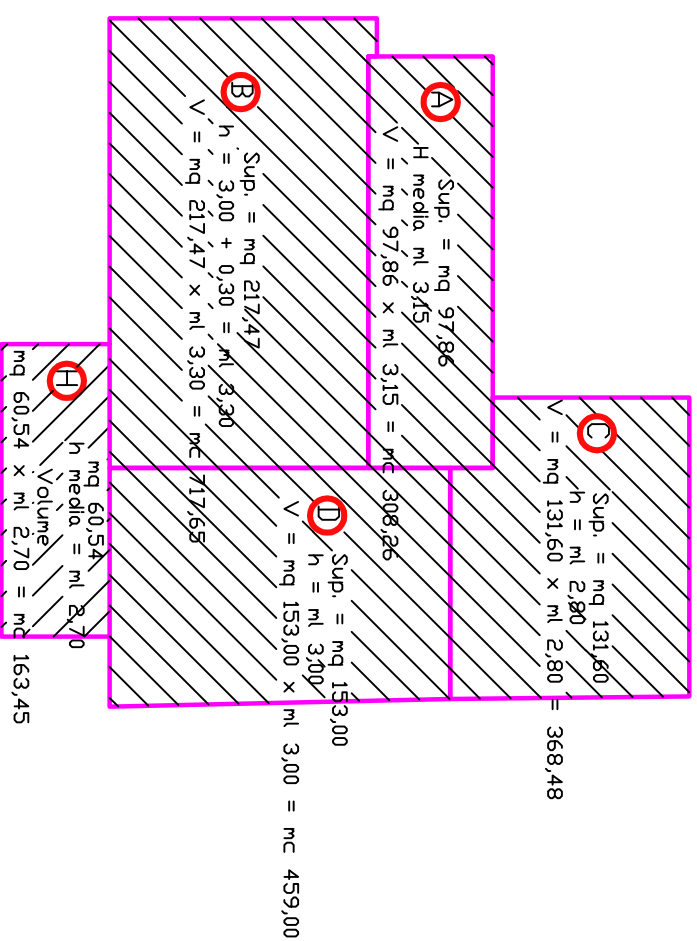 A
Sup. = mq 97,86
H media ml 3,15
V = mq 97,86 x ml 3,15 = mc 308,26
B
Sup. = mq 217,47
h = 3,00 + 0,30 = ml 3,30
V = mq 217,47 x ml 3,30 = mc 717,65
C
Sup. = mq 131,60
h = ml 2,80
V = mq 131,60 x ml 2,80 = 368,48
D
Sup. = mq 153,00
h = ml 3,00
V = mq 153,00 x ml 3,00 = mc 459,00
H
mq 60,54
h media = ml 2,70
Volume
mq 60,54 x ml 2,70 = mc 163,45